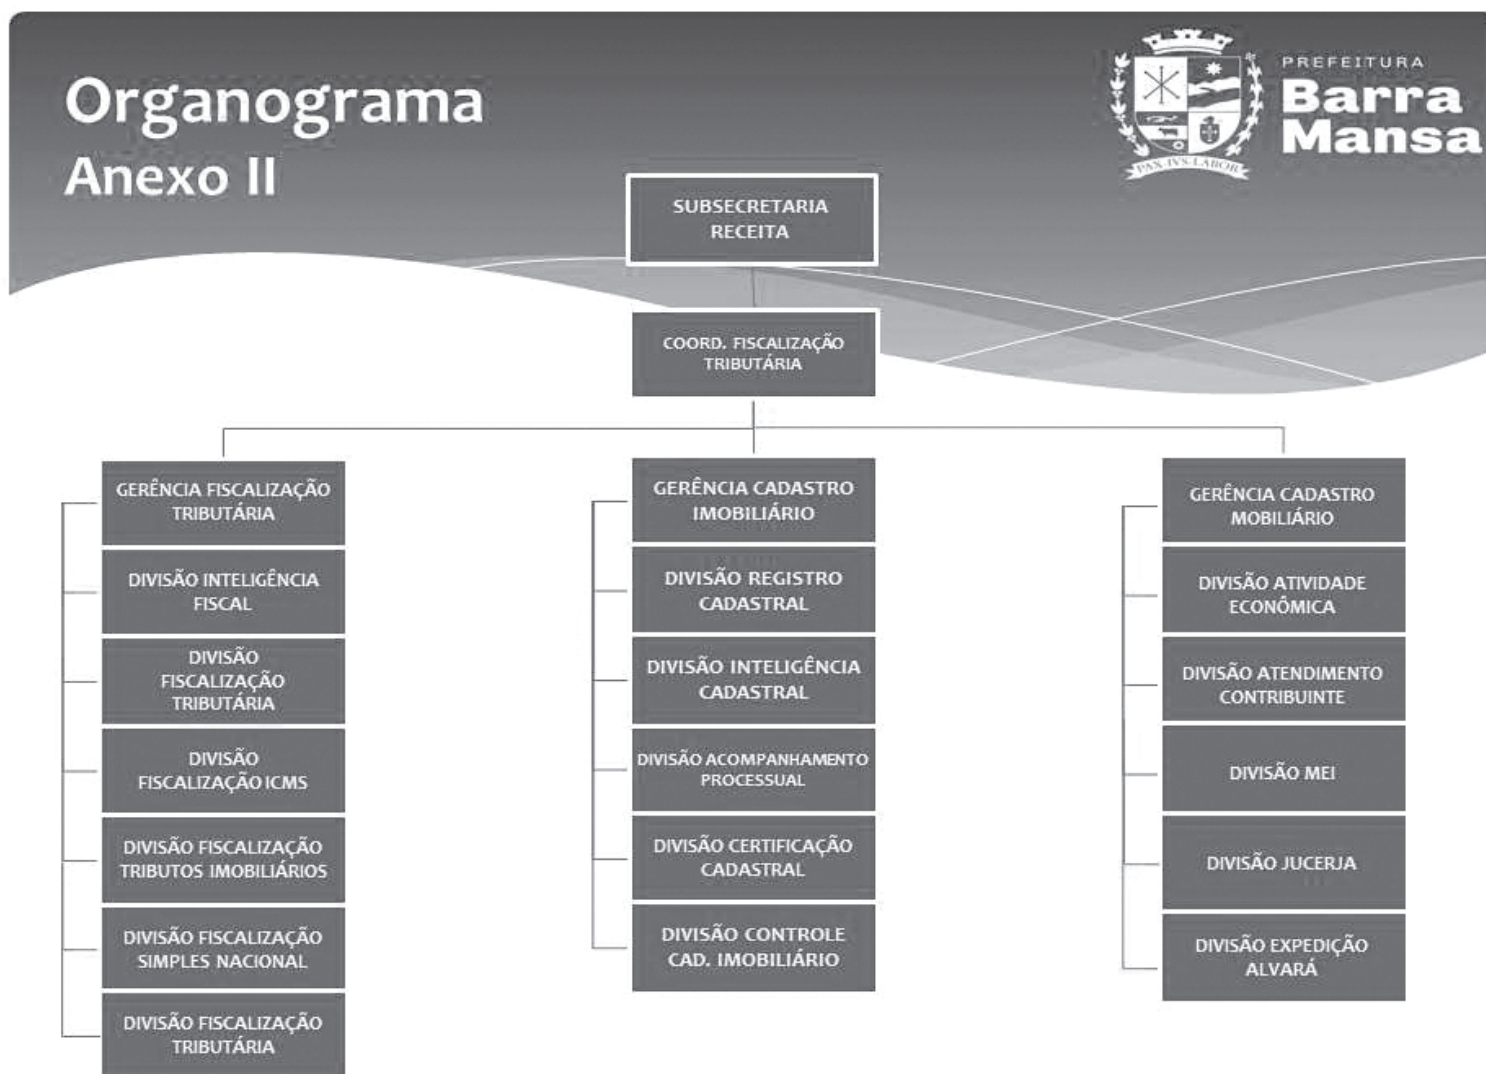 Organograma
Anexo II
PREFEITURA
Barra
Mansa
PAX-IVS-LABOR
SUBSECRETARIA
RECEITA
COORD. FISCALIZAÇÃO
TRIBUTÁRIA
GERÊNCIA FISCALIZAÇÃO
TRIBUTÁRIA
DIVISÃO INTELIGÊNCIA
FISCAL
DIVISÃO
FISCALIZAÇÃO
TRIBUTÁRIA
DIVISÃO
FISCALIZAÇÃO ICMS
DIVISÃO FISCALIZAÇÃO
TRIBUTOS IMOBILIÁRIOS
DIVISÃO FISCALIZAÇÃO
SIMPLES NACIONAL
DIVISÃO FISCALIZAÇÃO
TRIBUTÁRIA
GERÊNCIA CADASTRO
IMOBILIÁRIO
DIVISÃO REGISTRO
CADASTRAL
DIVISÃO INTELIGÊNCIA
CADASTRAL
DIVISÃO ACOMPANHAMENTO
PROCESSUAL
DIVISÃO CERTIFICAÇÃO
CADASTRAL
DIVISÃO CONTROLE
CAD. IMOBILIÁRIO
GERÊNCIA CADASTRO
MOBILIÁRIO
DIVISÃO ATIVIDADE
ECONÔMICA
DIVISÃO ATENDIMENTO
CONTRIBUINTE
DIVISÃO MEI
DIVISÃO JUCERJA
DIVISÃO EXPEDIÇÃO
ALVARÁ